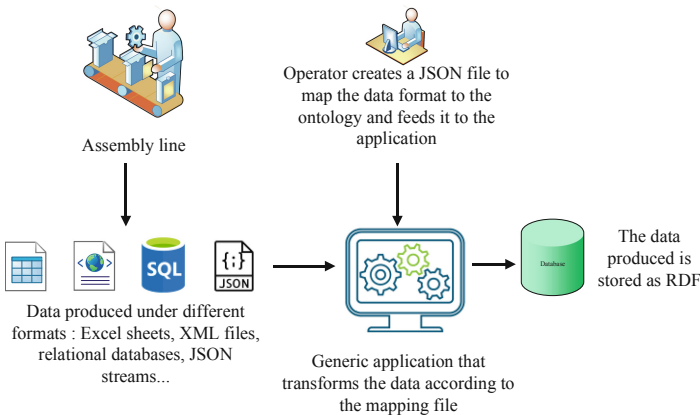 Operator creates a JSON file to
map the data format to the
ontology and feeds it to the
application
Assembly line
SQL
{;}
JSON
Database
The data
produced is
stored as RDF
Data produced under different
formats : Excel sheets, XML files,
relational databases, JSON
streams...
Generic application that
transforms the data according to
the mapping file